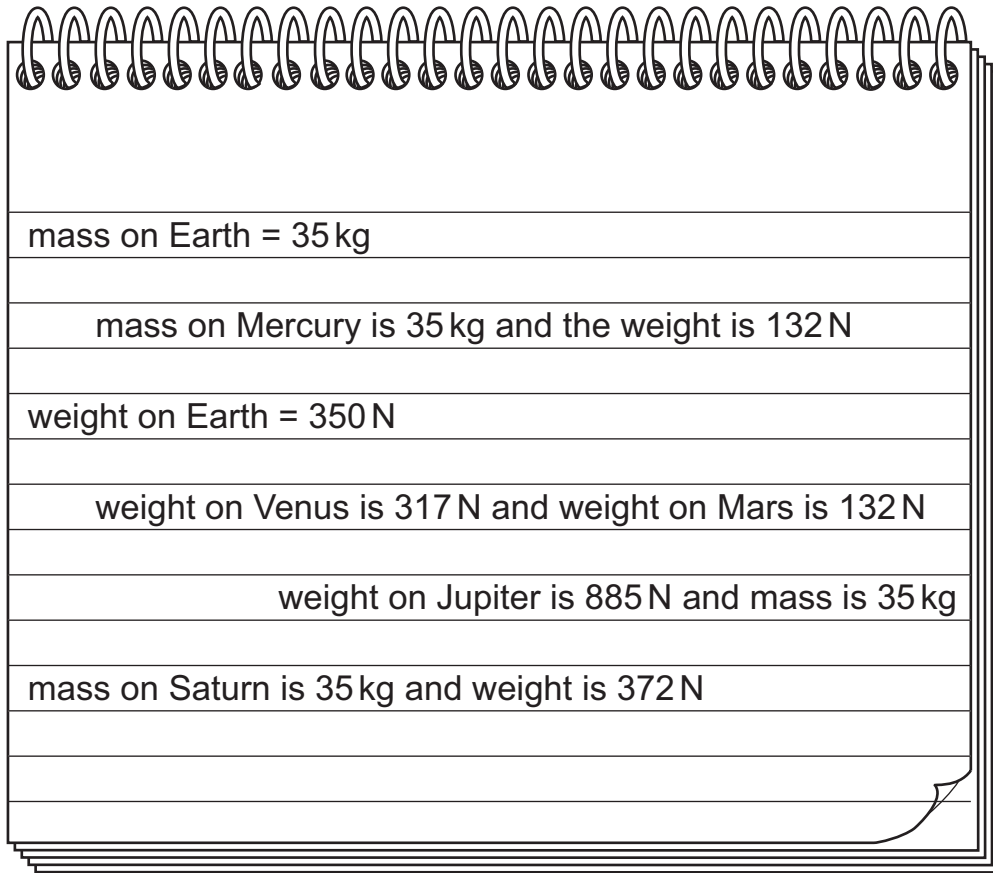 mass on Earth = 35 kg
mass on Mercury is 35 kg and the weight is 132 N
weight on Earth = 350 N
weight on Venus is 317 N and weight on Mars is 132 N
weight on Jupiter is 885 N and mass is 35 kg
mass on Saturn is 35 kg and weight is 372 N